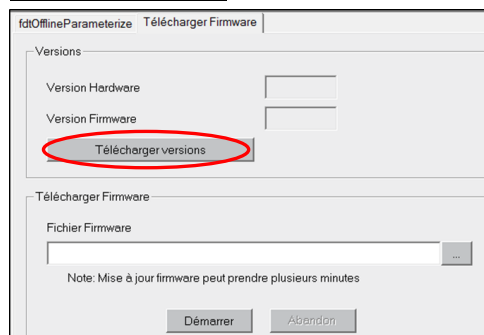 fdtOfflineParameterize Télécharger Firmware
Versions
Version Hardware
Version Firmware
Télécharger versions
Télécharger Firmware
Fichier Firmware
...
Note: Mise à jour firmware peut prendre plusieurs minutes
Démarrer Abandon